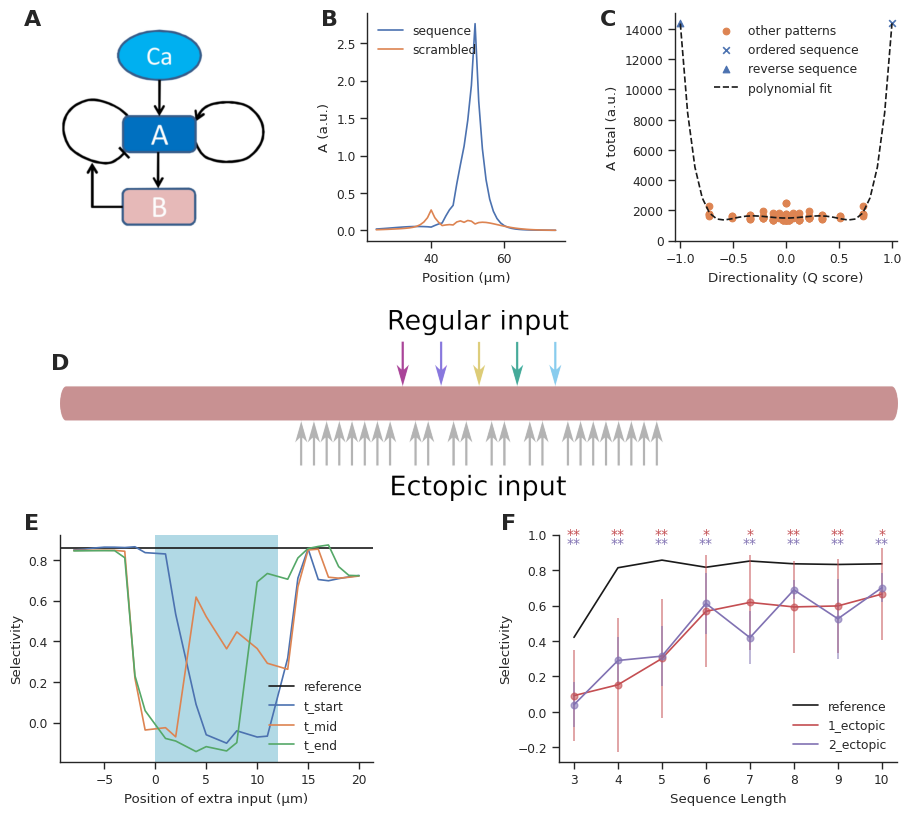 A
Ca
A
B
B
sequence
scrambled
2.5
2.0
1.5
1.0
0.5
0.0
A (a.u.)
40
60
Position (µm)
C
other patterns
ordered sequence
reverse sequence
polynomial fit
14000
12000
10000
8000
6000
4000
2000
0
A total (a.u.)
−1.0
−0.5
0.0
0.5
1.0
Directionality (Q score)
Regular input
D
Ectopic input
E
0.8
0.6
0.4
0.2
0.0
Selectivity
reference
t_start
t_mid
t_end
−5
0
5
10
15
20
Position of extra input (µm)
F
** ** ** * * ** ** *
** ** ** ** ** ** ** **
1.0
0.8
0.6
0.4
0.2
0.0
−0.2
Selectivity
reference
1_ectopic
2_ectopic
3
4
5
6
7
8
9
10
Sequence Length